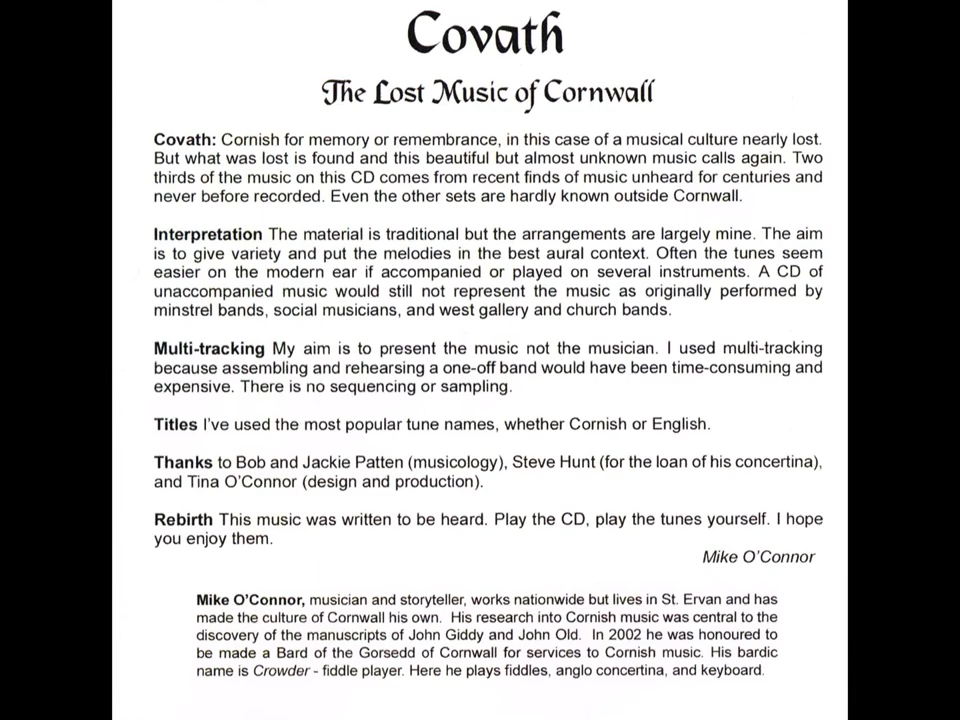 Covath
The Lost Music of Cornwall
Covath: Cornish for memory or remembrance, in this case of a musical culture nearly lost.
But what was lost is found and this beautiful but almost unknown music calls again. Two
thirds of the music on this CD comes from recent finds of music unheard for centuries and
never before recorded. Even the other sets are hardly known outside Cornwall.
Interpretation The material is traditional but the arrangements are largely mine. The aim
is to give variety and put the melodies in the best aural context. Often the tunes seem
easier on the modern ear if accompanied or played on several instruments. A CD of
unaccompanied music would still not represent the music as originally performed by
minstrel bands, social musicians, and west gallery and church bands.
Multi-tracking My aim is to present the music not the musician. I used multi-tracking
because assembling and rehearsing a one-off band would have been time-consuming and
expensive. There is no sequencing or sampling.
Titles I've used the most popular tune names, whether Cornish or English.
Thanks to Bob and Jackie Patten (musicology), Steve Hunt (for the loan of his concertina),
and Tina O'Connor (design and production).
Rebirth This music was written to be heard. Play the CD, play the tunes yourself. I hope
you enjoy them.
Mike O'Connor
Mike O'Connor, musician and storyteller, works nationwide but lives in St. Ervan and has
made the culture of Cornwall his own. His research into Cornish music was central to the
discovery of the manuscripts of John Giddy and John Old. In 2002 he was honoured to
be made a Bard of the Gorsedd of Cornwall for services to Cornish music. His bardic
name is Crowder - fiddle player. Here he plays fiddles, anglo concertina, and keyboard.